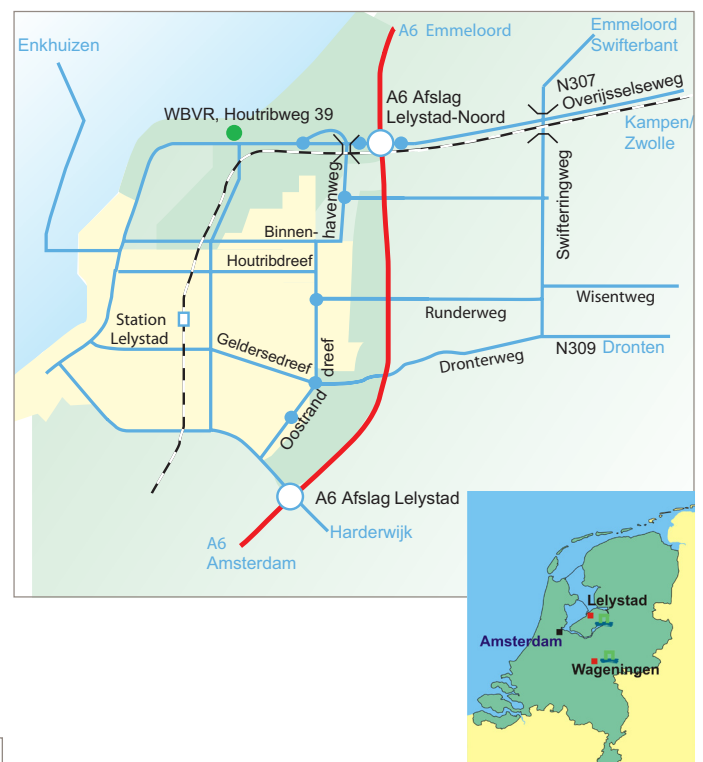 Enkhuizen
A6 Emmeloord
Emmeloord
Swifterbant
N307
Overijsselseweg
A6 Afslag
Lelystad-Noord
WBVR, Houtribweg 39
Kampen/
Zwolle
Swifterringweg
Binnen-
havenweg
Houtribdreef
Station
Lelystad
Geldersedreef
Runderweg
Wisentweg
Dronterweg
N309 Dronten
Oostrand
dreef
A6 Afslag Lelystad
Harderwijk
A6
Amsterdam
Lelystad
Amsterdam
Wageningen